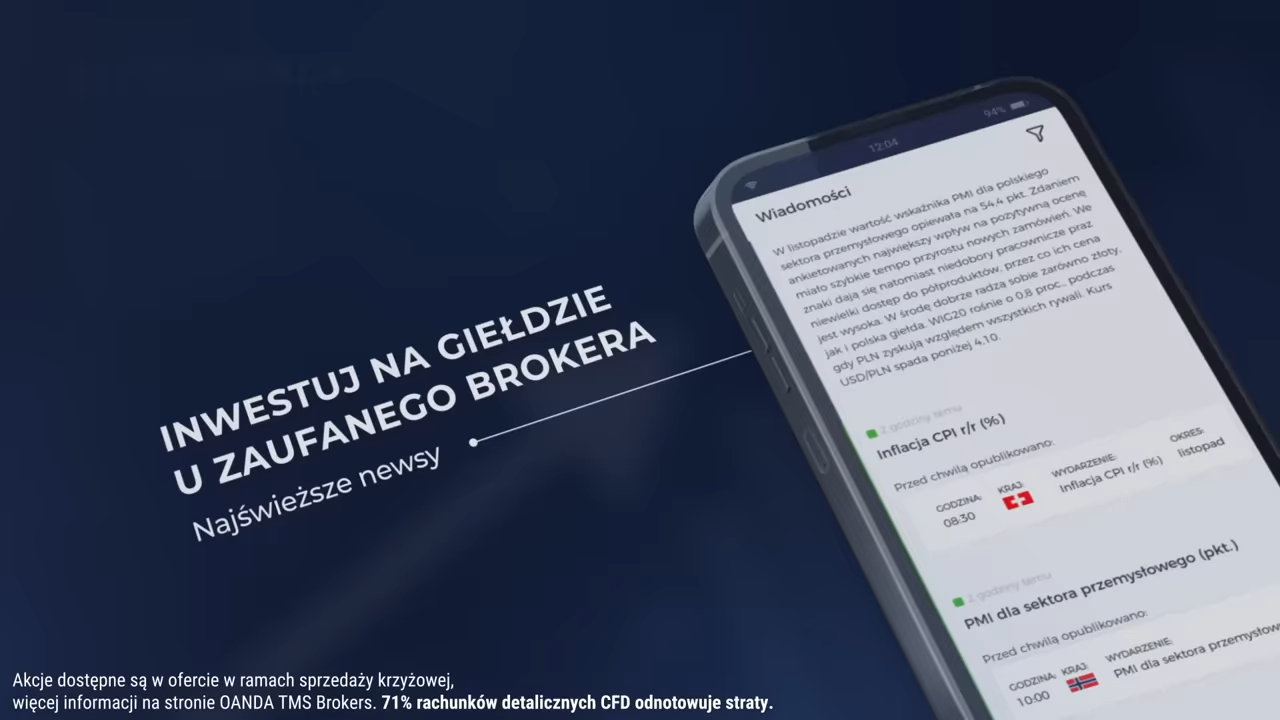 INWESTUJ NA GIEŁDZIE
U ZAUFANEGO BROKERA
Najświeższe newsy
12:04
94%
Wiadomości
W listopadzie wartość wskaźnika PMI dla polskiego
sektora przemysłowego opiewała na 54,4 pkt. Zdaniem
ankietowanych największy wpływ na pozytywną ocenę
miało szybkie tempo przyrostu nowych zamówień. We
znaki dają się natomiast niedobory pracownicze praz
niewielki dostęp do półproduktów, przez co ich cena
jest wysoka. W środę dobrze radzą sobie zarówno złoty,
jak i polska giełda. WIG20 rośnie o 0,8 proc., podczas
gdy PLN zyskują względem wszystkich rywali. Kurs
USD/PLN spada poniżej 4,10.
2 godziny temu
Inflacja CPI r/r (%)
Przed chwilą opublikowano:
GODZINA: KRAJ: WYDARZENIE: OKRES:
08:30 Inflacja CPI r/r (%) listopad
2 godziny temu
PMI dla sektora przemysłowego (pkt.)
Przed chwilą opublikowano:
GODZINA: KRAJ: WYDARZENIE:
10:00 PMI dla sektora przemysłowe
Akcje dostępne są w ofercie w ramach sprzedaży krzyżowej,
więcej informacji na stronie OANDA TMS Brokers. 71% rachunków detalicznych CFD odnotowuje straty.